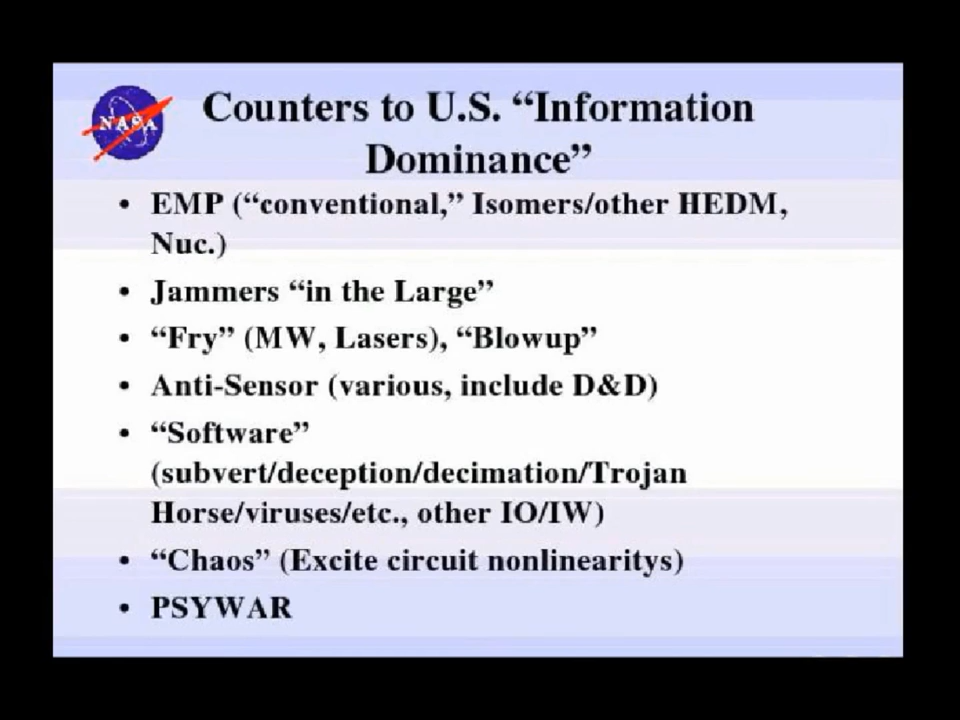 NASA
Counters to U.S. “Information
Dominance”
• EMP (“conventional,” Isomers/other HEDM,
Nuc.)
• Jammers “in the Large”
• “Fry” (MW, Lasers), “Blowup”
• Anti-Sensor (various, include D&D)
• “Software”
(subvert/deception/decimation/Trojan
Horse/viruses/etc., other IO/IW)
• “Chaos” (Excite circuit nonlinearitys)
• PSYWAR